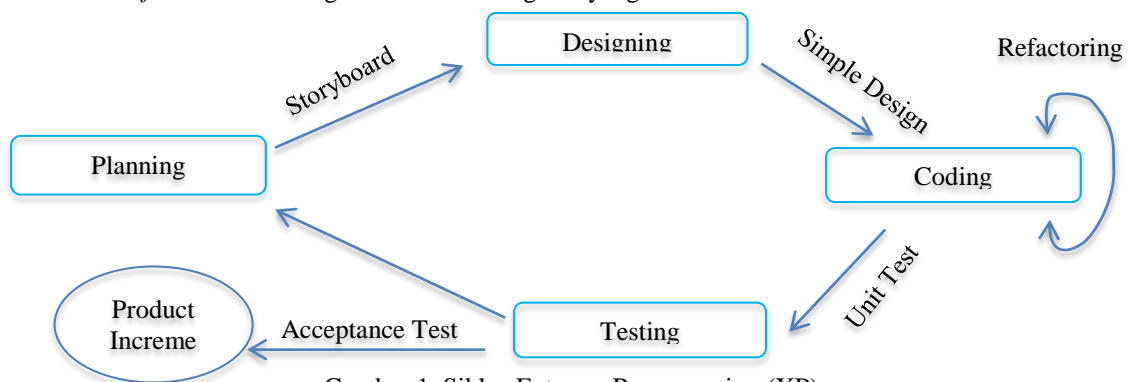 Designing
Simple Design
Refactoring
Storyboard
Planning
Coding
Unit Test
Product
Increme
Acceptance Test
Testing